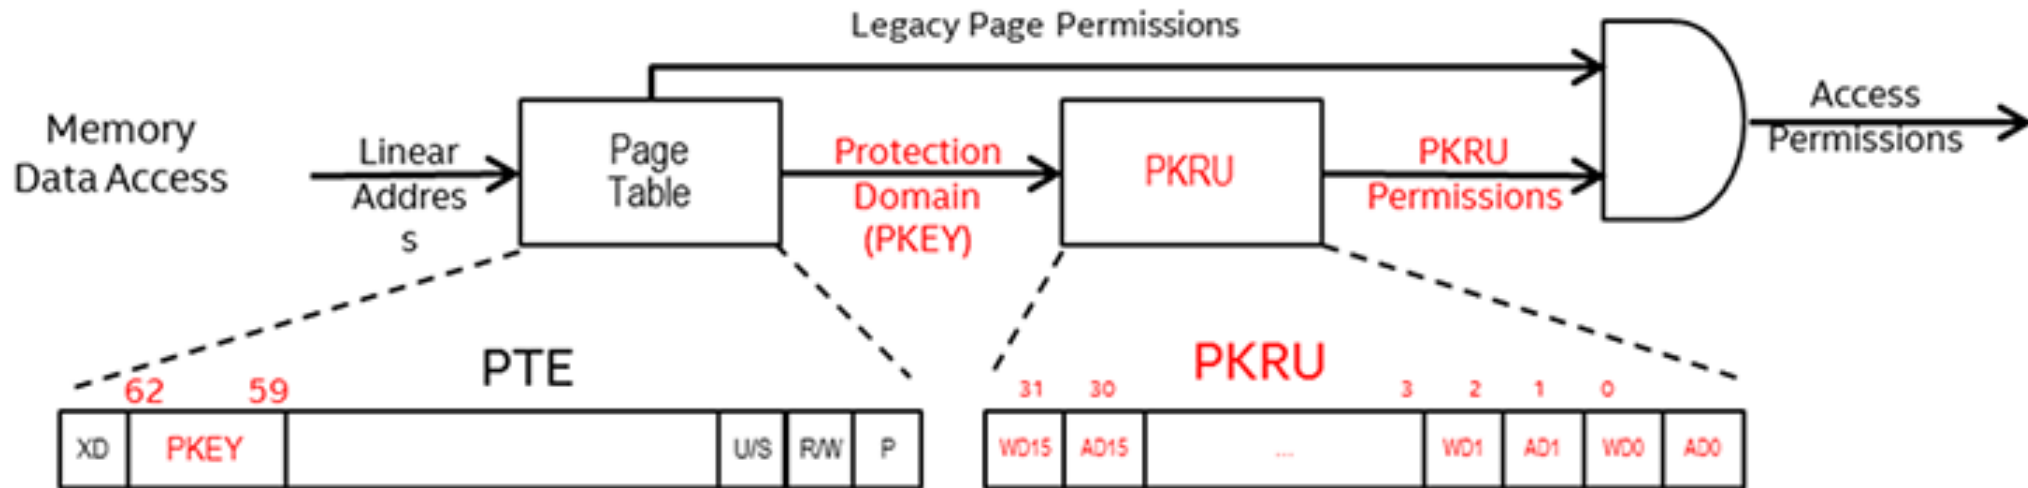 Legacy Page Permissions
Memory
Data Access
Linear
Addres
s
Page
Table
Protection
Domain
(PKEY)
PKRU
PKRU
Permissions
Access
Permissions
PTE
62 59
XD PKEY U/S R/W P
PKRU
31 30 3 2 1 0
WD15 AD15 ... WD1 AD1 WD0 AD0